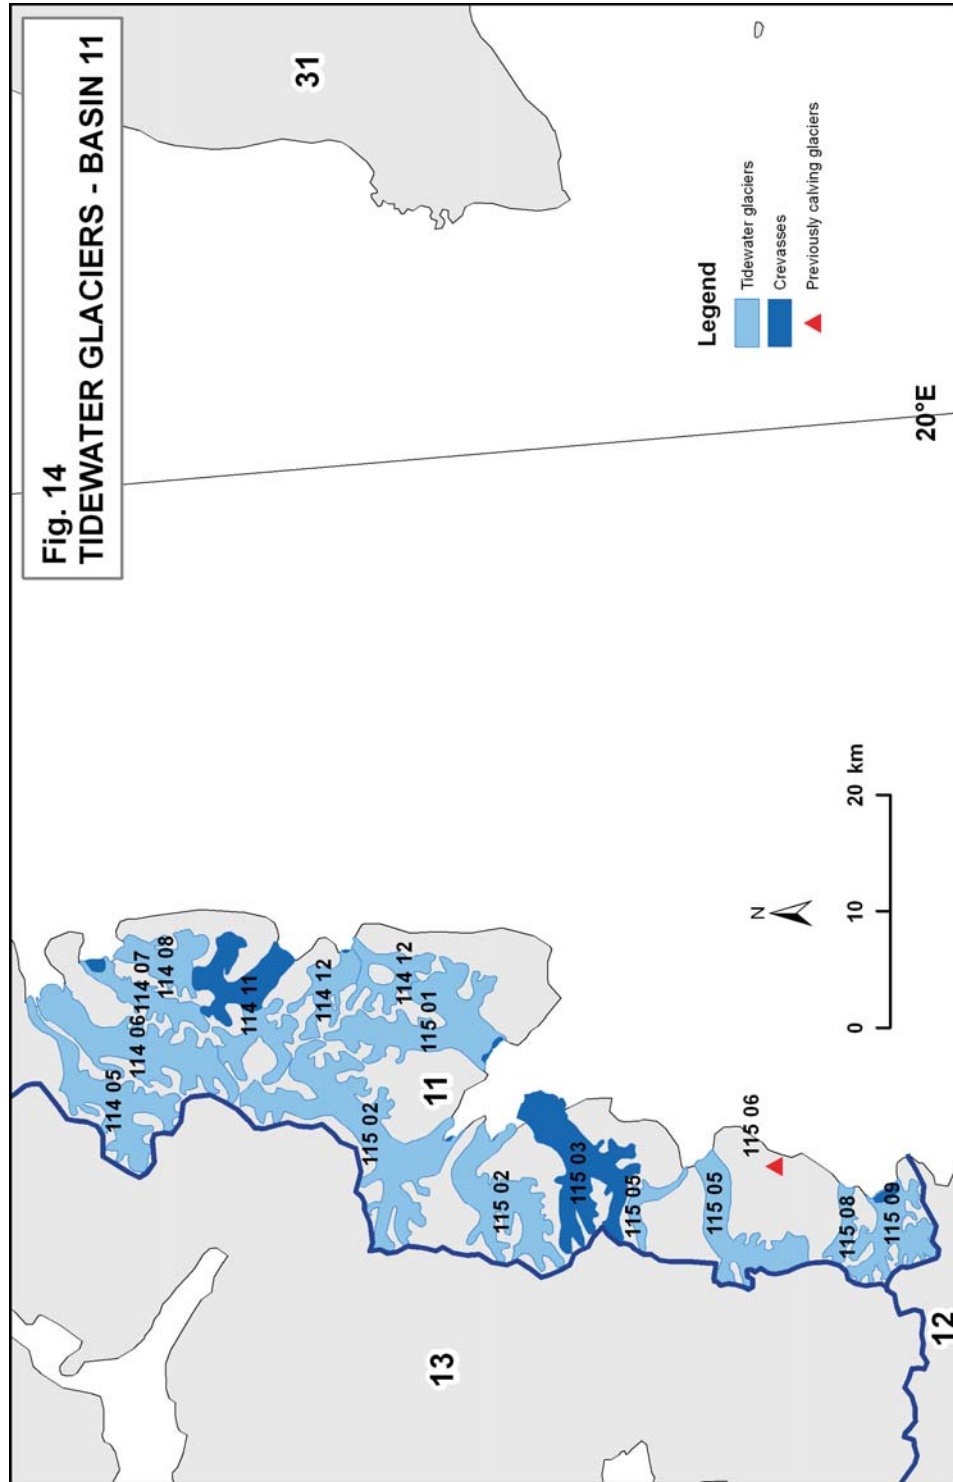 Fig. 14
TIDEWATER GLACIERS - BASIN 11
31
114 05
114 06
114 07
114 08
114 11
114 12
114 12
115 01
115 02
11
115 02
115 03
115 05
115 05
115 06
115 08
115 09
13
12
N
0
10
20 km
20°E
Legend
Tidewater glaciers
Crevasses
Previously calving glaciers